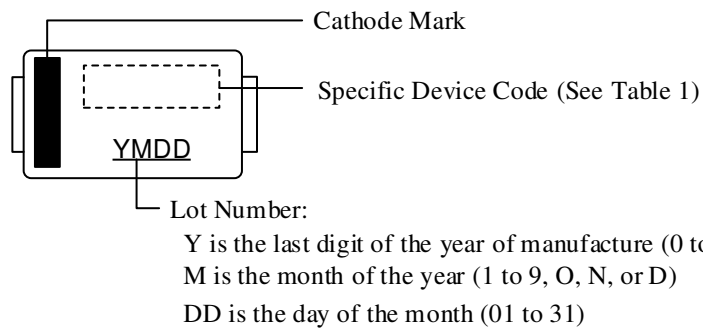 Cathode Mark
Specific Device Code (See Table 1)
YMDD
Lot Number:
Y is the last digit of the year of manufacture (0 to
M is the month of the year (1 to 9, O, N, or D)
DD is the day of the month (01 to 31)